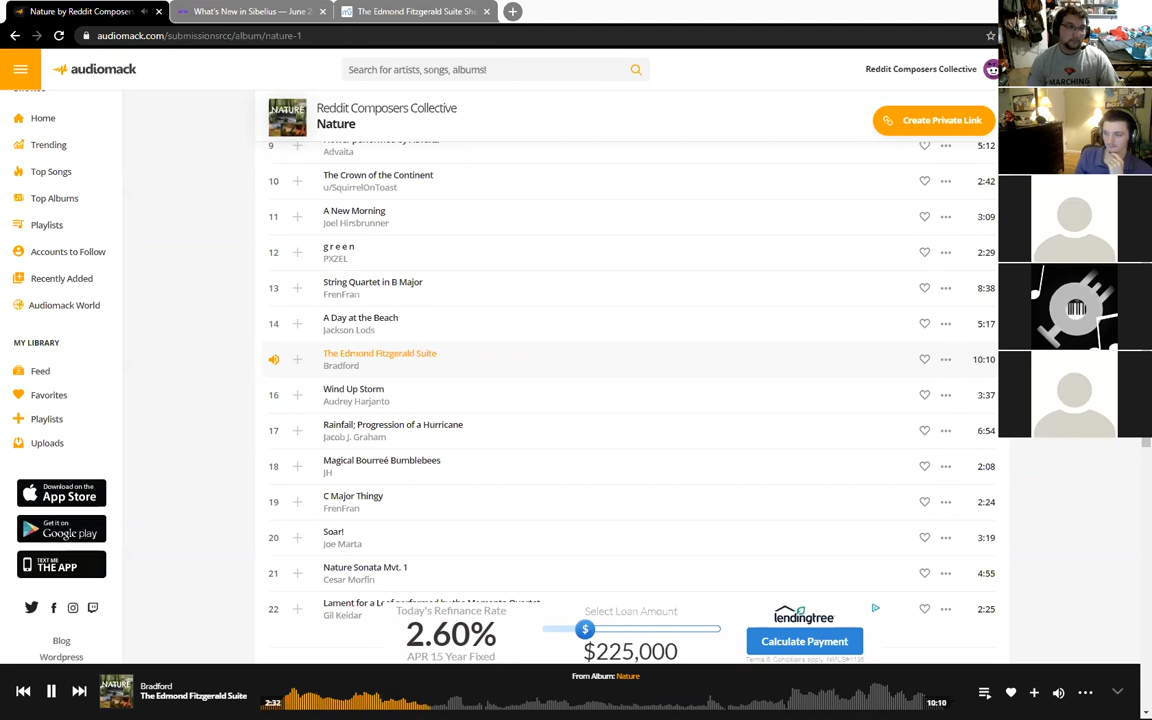 Nature by Reddit Composers
What's New in Sibelius — June 2
The Edmond Fitzgerald Suite She
audiomack.com/submissionsrcc/album/nature-1
audiomack
Search for artists, songs, albums!
Reddit Composers Collective
Home
Trending
Top Songs
Top Albums
Playlists
Accounts to Follow
Recently Added
Audiomack World
MY LIBRARY
Feed
Favorites
Playlists
Uploads
Download on the
App Store
Get it on
Google play
TEXT ME
THE APP
Blog
Wordpress
NATURE
Reddit Composers Collective
Nature
Create Private Link
9 5:12
Advaita
10 The Crown of the Continent 2:42
u/SquirrelOnToast
11 A New Morning 3:09
Joel Hirsbrunner
12 g r e e n 2:29
PXZEL
13 String Quartet in B Major 8:38
FrenFran
14 A Day at the Beach 5:17
Jackson Lods
The Edmond Fitzgerald Suite 10:10
Bradford
16 Wind Up Storm 3:37
Audrey Harjanto
17 Rainfall; Progression of a Hurricane 6:54
Jacob J. Graham
18 Magical Bourreé Bumblebees 2:08
JH
19 C Major Thingy 2:24
FrenFran
20 Soar! 3:19
Joe Marta
21 Nature Sonata Mvt. 1 4:55
Cesar Morfin
22 Lament for a 2:25
Gil Keidar
Today's Refinance Rate
2.60%
APR 15 Year Fixed
Select Loan Amount
$
$225,000
lendingtree
Calculate Payment
Bradford
The Edmond Fitzgerald Suite
From Album: Nature
2:32
10:10
MARCHING